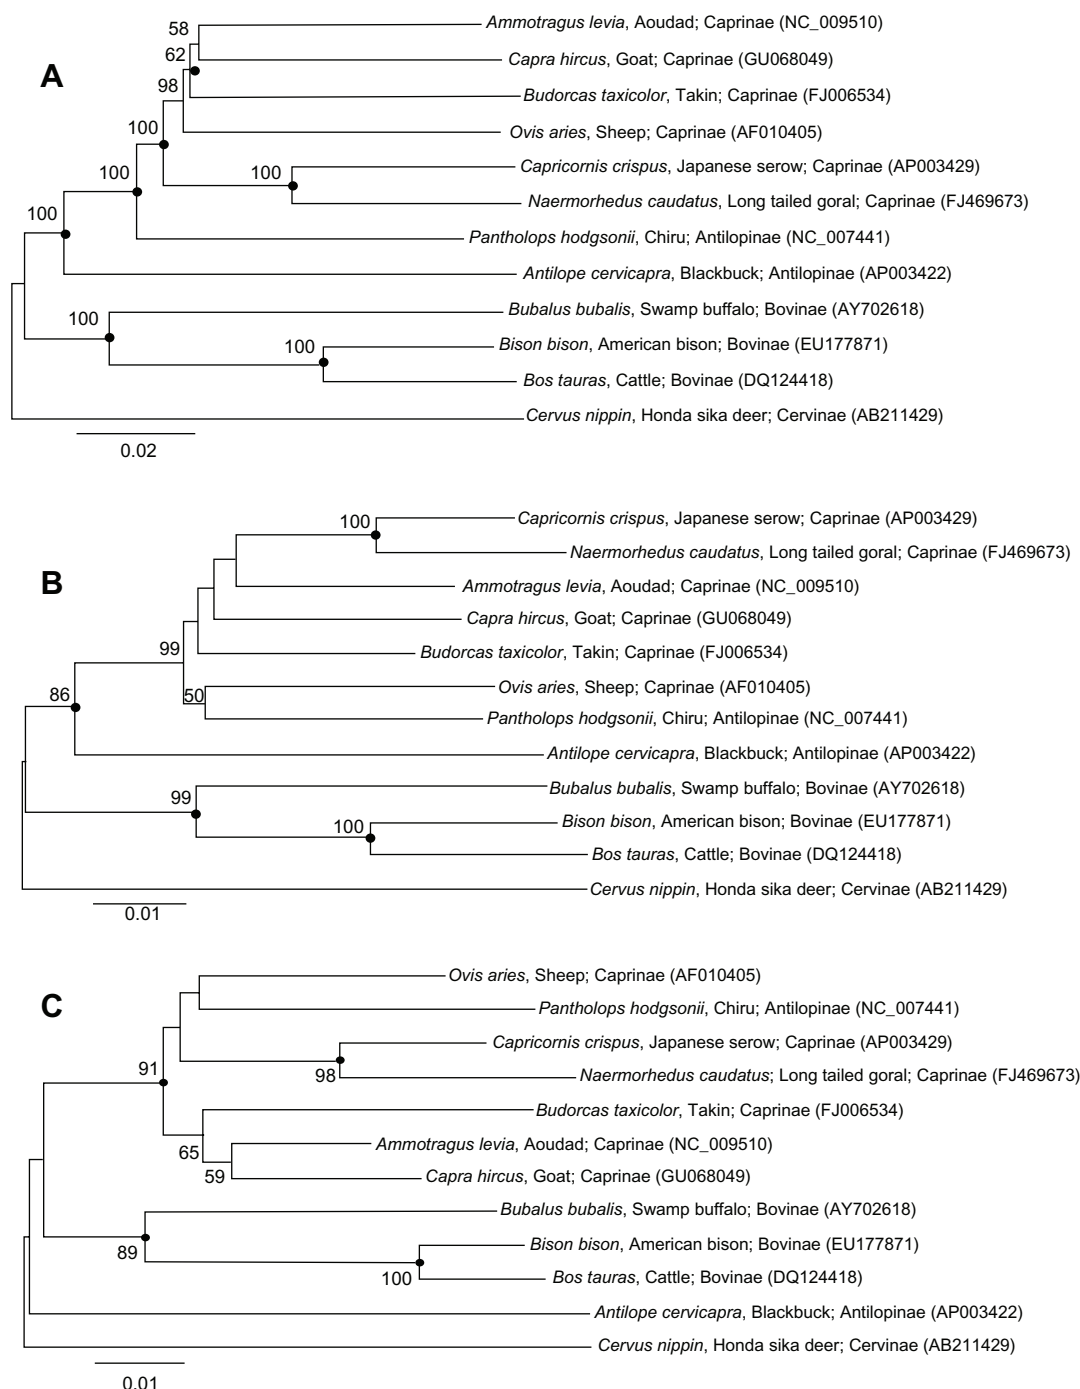 58
Ammotragus levia, Aoudad; Caprinae (NC_009510)
62
Capra hircus, Goat; Caprinae (GU068049)
A
98
Budorcas taxicolor, Takin; Caprinae (FJ006534)
100
Ovis aries, Sheep; Caprinae (AF010405)
100
100
Capricornis crispus, Japanese serow; Caprinae (AP003429)
Naermorhedus caudatus, Long tailed goral; Caprinae (FJ469673)
100
Pantholops hodgsonii, Chiru; Antilopinae (NC_007441)
Antilope cervicapra, Blackbuck; Antilopinae (AP003422)
100
Bubalus bubalis, Swamp buffalo; Bovinae (AY702618)
100
Bison bison, American bison; Bovinae (EU177871)
Bos tauras, Cattle; Bovinae (DQ124418)
Cervus nippin, Honda sika deer; Cervinae (AB211429)
0.02
100
Capricornis crispus, Japanese serow; Caprinae (AP003429)
Naermorhedus caudatus, Long tailed goral; Caprinae (FJ469673)
B
Ammotragus levia, Aoudad; Caprinae (NC_009510)
Capra hircus, Goat; Caprinae (GU068049)
99
Budorcas taxicolor, Takin; Caprinae (FJ006534)
86
50
Ovis aries, Sheep; Caprinae (AF010405)
Pantholops hodgsonii, Chiru; Antilopinae (NC_007441)
Antilope cervicapra, Blackbuck; Antilopinae (AP003422)
99
Bubalus bubalis, Swamp buffalo; Bovinae (AY702618)
100
Bison bison, American bison; Bovinae (EU177871)
Bos tauras, Cattle; Bovinae (DQ124418)
Cervus nippin, Honda sika deer; Cervinae (AB211429)
0.01
Ovis aries, Sheep; Caprinae (AF010405)
C
Pantholops hodgsonii, Chiru; Antilopinae (NC_007441)
Capricornis crispus, Japanese serow; Caprinae (AP003429)
91
98
Naermorhedus caudatus; Long tailed goral; Caprinae (FJ469673)
Budorcas taxicolor, Takin; Caprinae (FJ006534)
65
Ammotragus levia, Aoudad; Caprinae (NC_009510)
59
Capra hircus, Goat; Caprinae (GU068049)
Bubalus bubalis, Swamp buffalo; Bovinae (AY702618)
89
Bison bison, American bison; Bovinae (EU177871)
100
Bos tauras, Cattle; Bovinae (DQ124418)
Antilope cervicapra, Blackbuck; Antilopinae (AP003422)
Cervus nippin, Honda sika deer; Cervinae (AB211429)
0.01